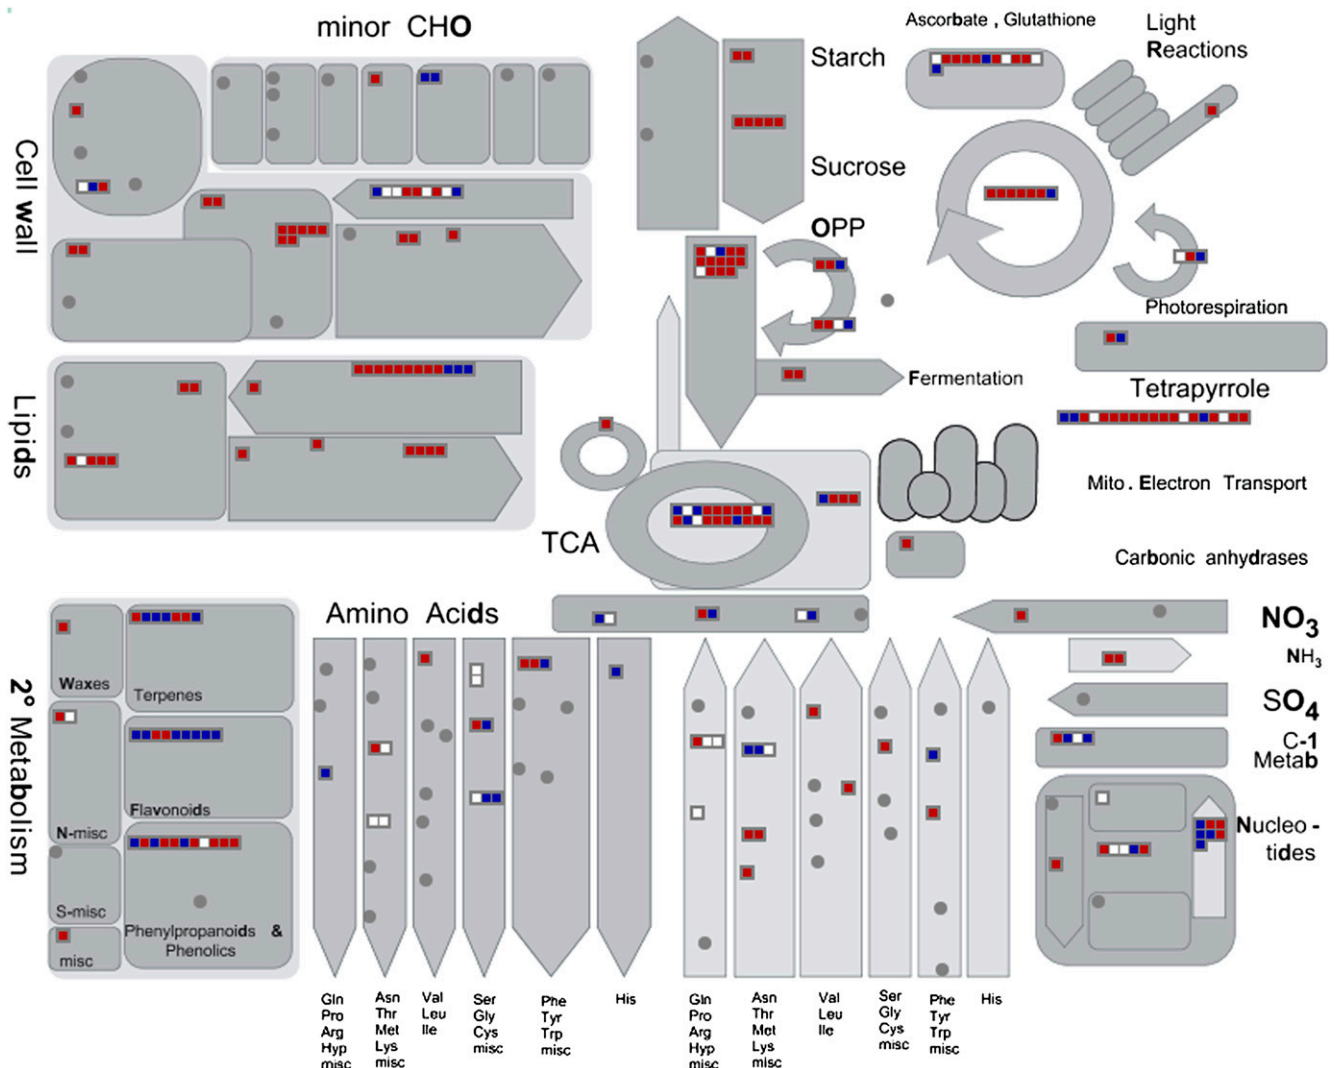 minor CHO
Cell wall
Lipids
2° Metabolism
Starch
Sucrose
OPP
Ascorbate , Glutathione
Light
Reactions
Photorespiration
Tetrapyrrole
Fermentation
Mito . Electron Transport
TCA
Carbonic anhydrases
Amino Acids
NO3
NH3
SO4
C-1
Metab
Nucleo -
tides
Waxes
Terpenes
N-misc
Flavonoids
S-misc
Phenylpropanoids &
Phenolics
misc
Gln
Pro
Arg
Hyp
misc
Asn
Thr
Met
Lys
misc
Val
Leu
Ile
Ser
Gly
Cys
misc
Phe
Tyr
Trp
misc
His
Gln
Pro
Arg
Hyp
misc
Asn
Thr
Met
Lys
misc
Val
Leu
Ile
Ser
Gly
Cys
misc
Phe
Tyr
Trp
misc
His